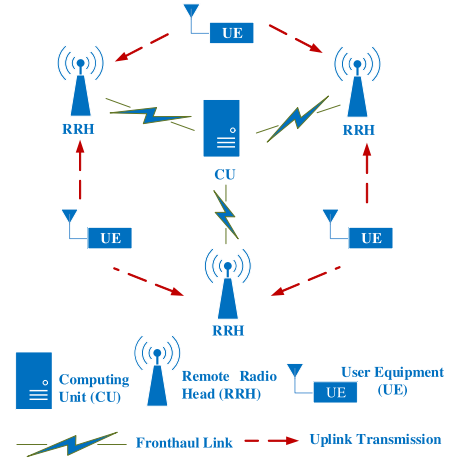 UE
RRH
RRH
CU
UE
UE
RRH
Computing
Unit (CU)
Remote Radio
Head (RRH)
UE
User Equipment
(UE)
Fronthaul Link
Uplink Transmission